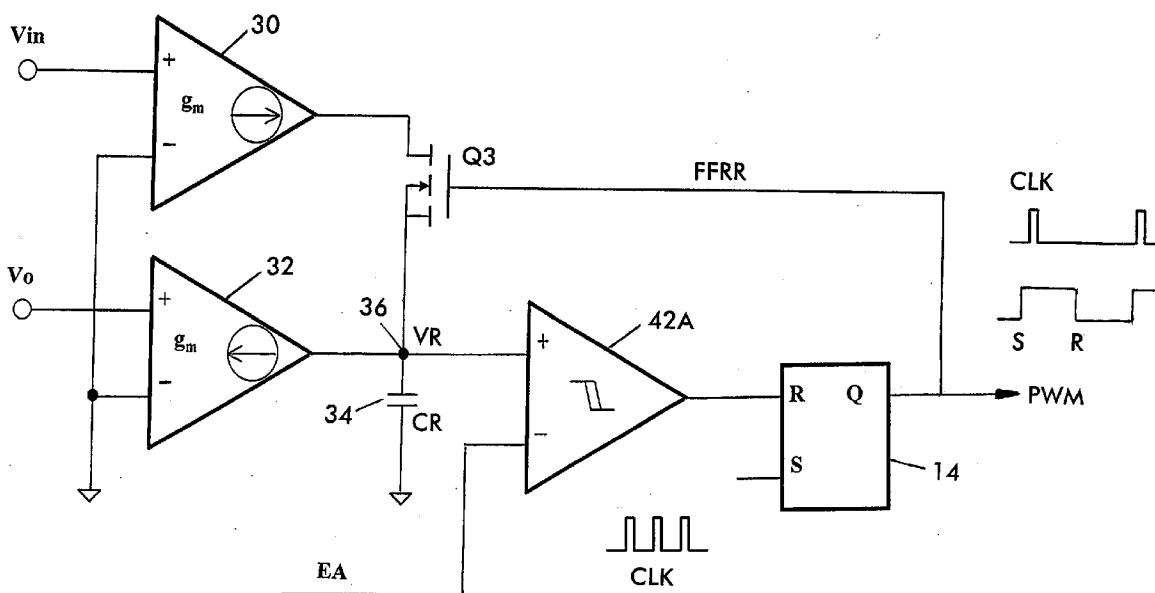 30
Vin
+
gm
-
Q3
FFRR
CLK
32
Vo
+
gm
-
36
VR
42A
+
-
S R
34
CR
R Q
S
PWM
14
CLK
EA